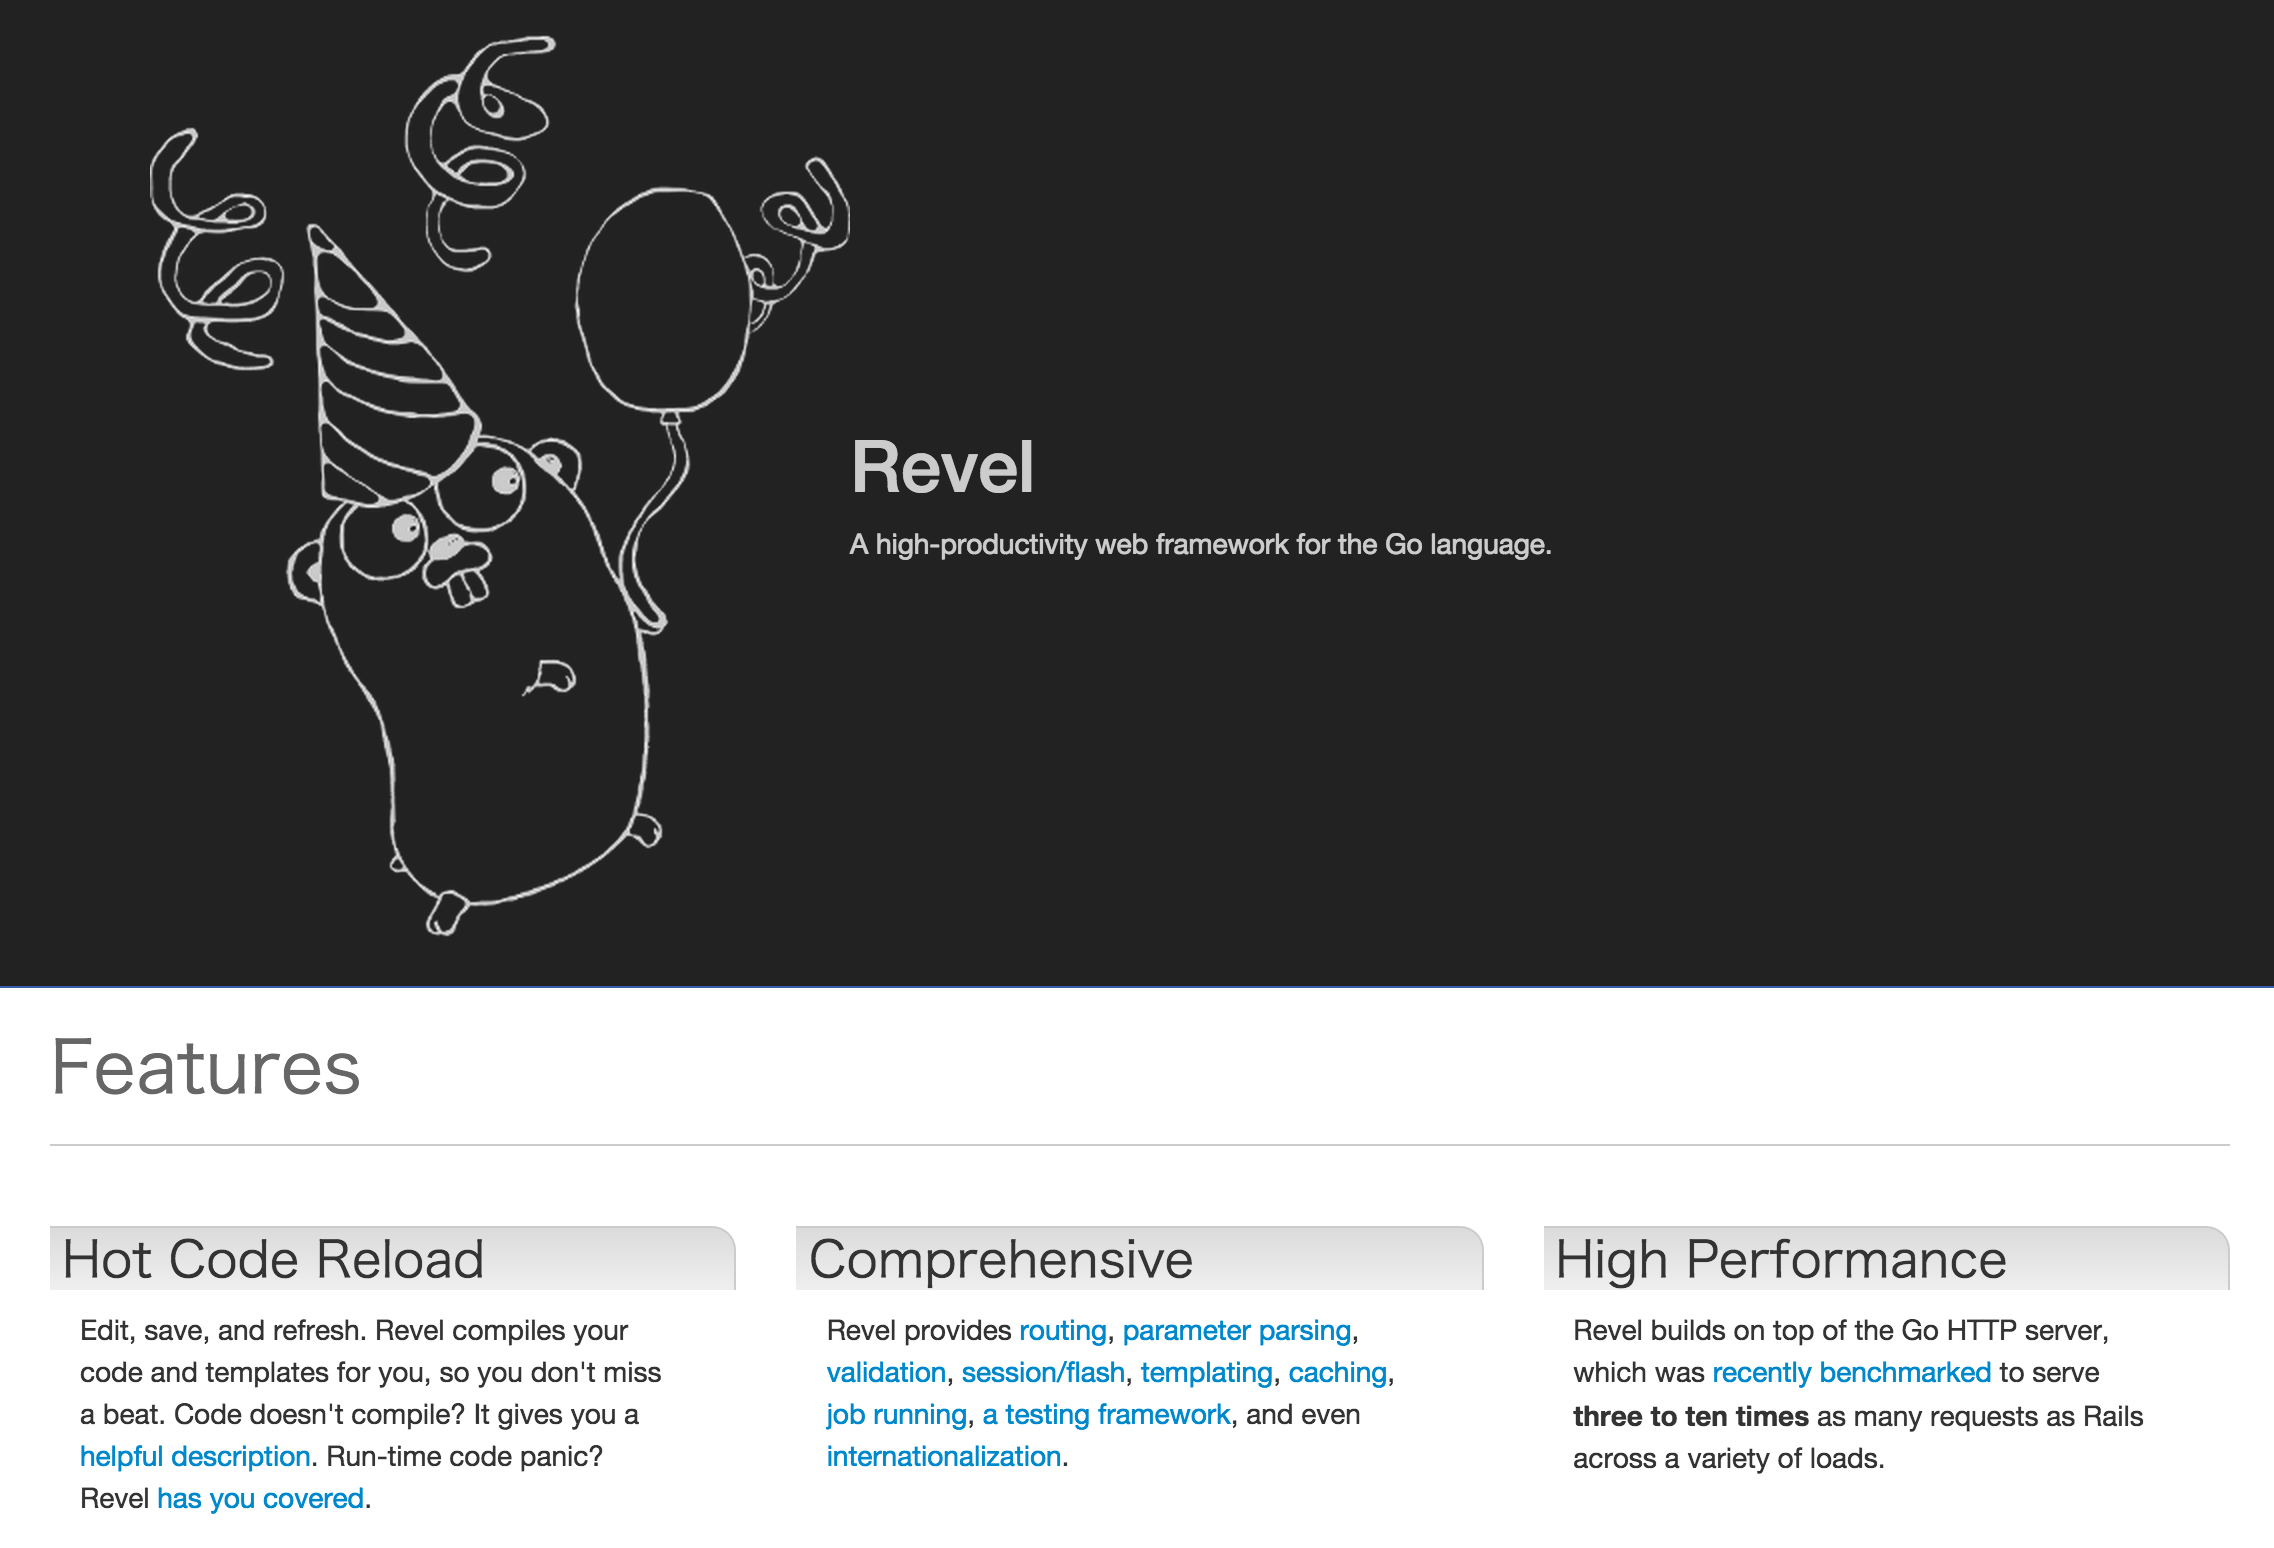 Revel
A high-productivity web framework for the Go language.
Features
Hot Code Reload
Edit, save, and refresh. Revel compiles your
code and templates for you, so you don't miss
a beat. Code doesn't compile? It gives you a
helpful description. Run-time code panic?
Revel has you covered.
Comprehensive
Revel provides routing, parameter parsing,
validation, session/flash, templating, caching,
job running, a testing framework, and even
internationalization.
High Performance
Revel builds on top of the Go HTTP server,
which was recently benchmarked to serve
three to ten times as many requests as Rails
across a variety of loads.